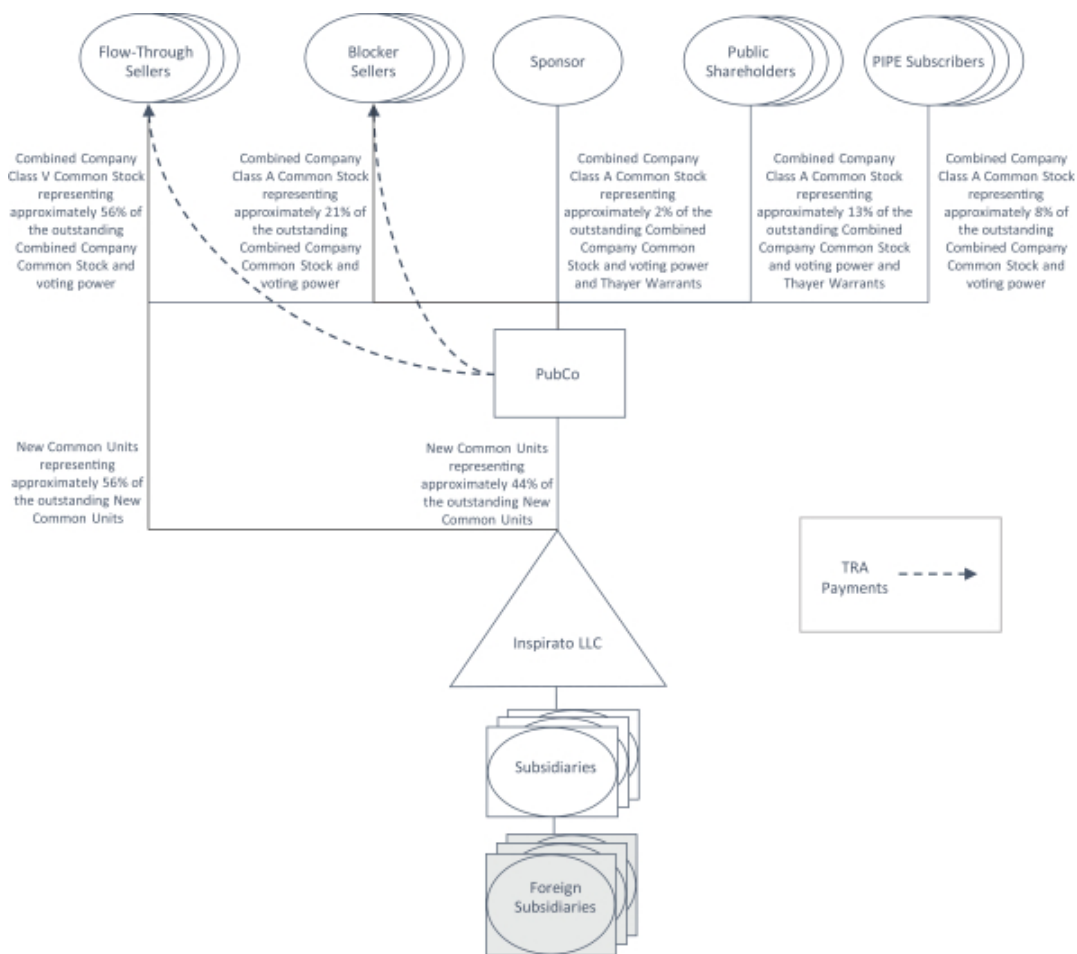 Flow-Through
Sellers
Blocker
Sellers
Sponsor
Public
Shareholders
PIPE Subscribers
Combined Company
Class V Common Stock
representing
approximately 56% of
the outstanding
Combined Company
Common Stock and
voting power
Combined Company
Class A Common Stock
representing
approximately 21% of
the outstanding
Combined Company
Common Stock and
voting power
Combined Company
Class A Common Stock
representing
approximately 2% of the
outstanding Combined
Company Common
Stock and voting power
and Thayer Warrants
Combined Company
Class A Common Stock
representing
approximately 13% of the
outstanding Combined
Company Common Stock
and voting power and
Thayer Warrants
Combined Company
Class A Common Stock
representing
approximately 8% of the
outstanding
Combined Company
Common Stock and
voting power
PubCo
New Common Units
representing
approximately 56% of
the outstanding New
Common Units
New Common Units
representing
approximately 44% of
the outstanding New
Common Units
TRA
Payments
Inspirato LLC
Subsidiaries
Foreign
Subsidiaries